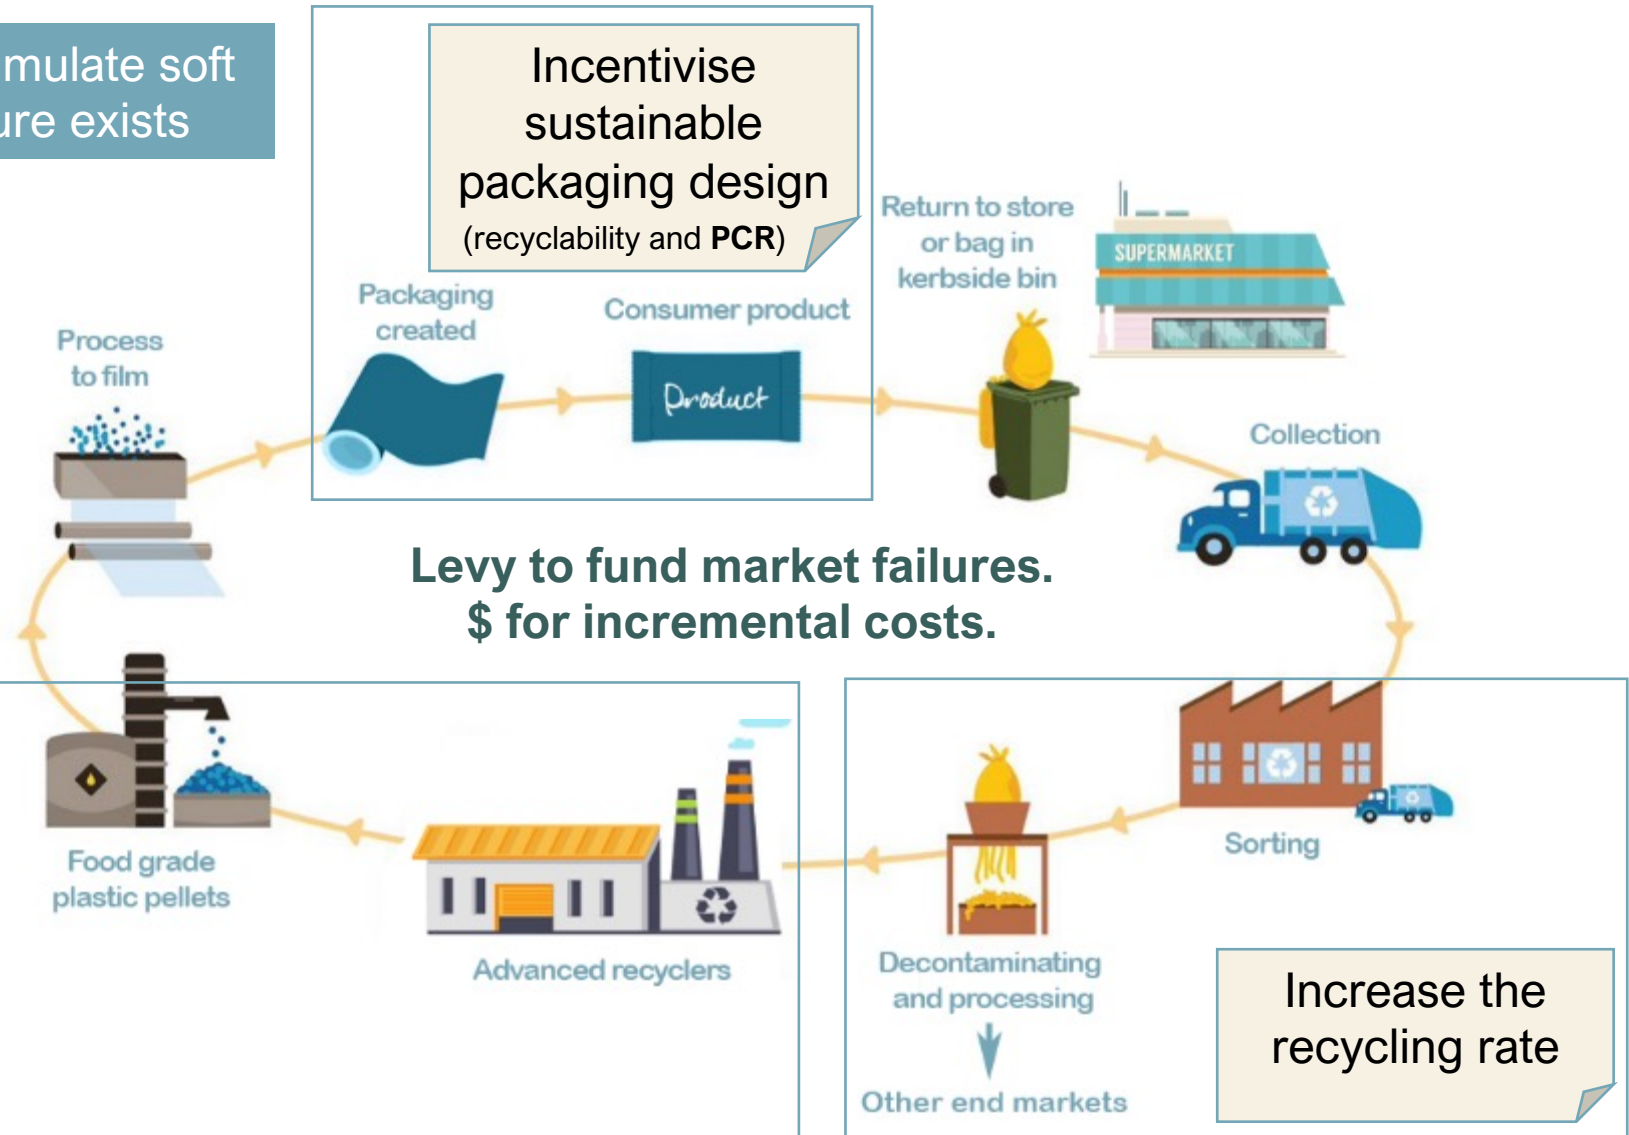 mulate soft
ure exists
Incentivise
sustainable
packaging design
(recyclability and PCR)
Return to store
or bag in
kerbside bin
SUPERMARKET
Packaging
created
Consumer product
Process
to film
Product
Collection
Levy to fund market failures.
$ for incremental costs.
Food grade
plastic pellets
Advanced recyclers
Sorting
Decontaminating
and processing
Other end markets
Increase the
recycling rate